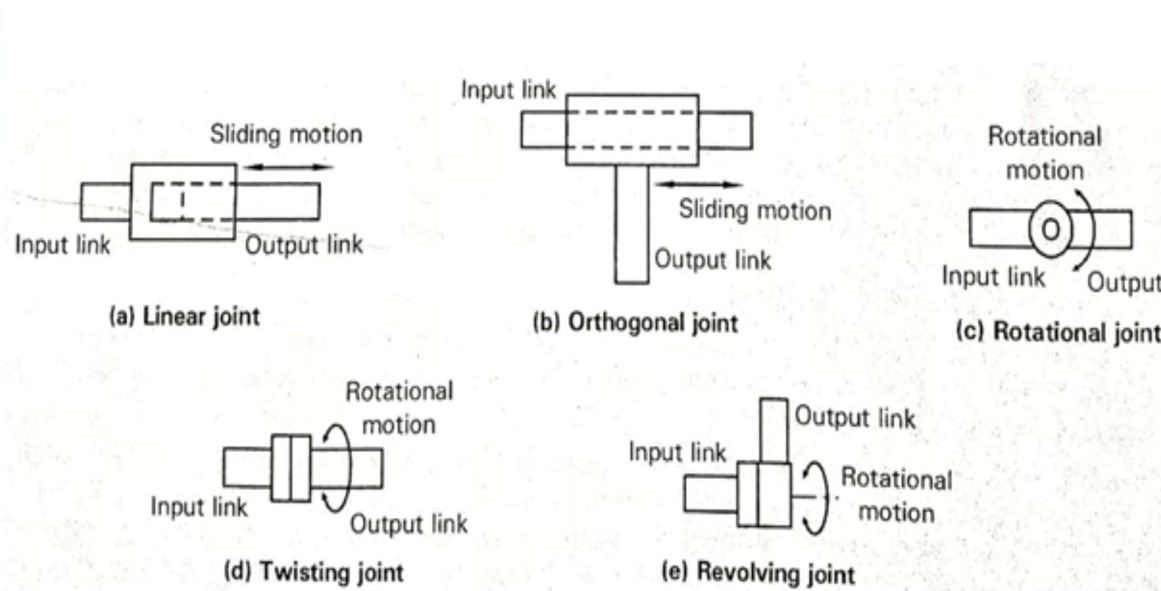 Input link
Sliding motion
Input link
Output link
(a) Linear joint
Sliding motion
Output link
(b) Orthogonal joint
Rotational
motion
Input link
Output
(c) Rotational joint
Rotational
motion
Input link
Output link
(d) Twisting joint
Output link
Input link
Rotational
motion
(e) Revolving joint